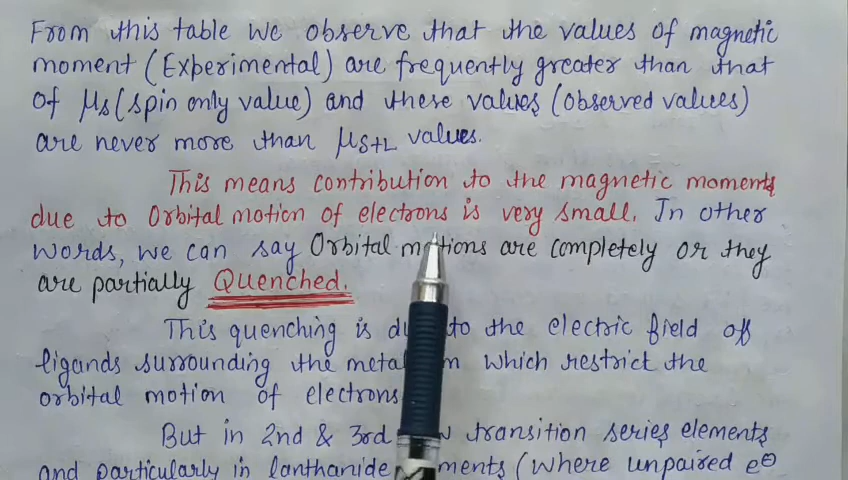 From this table we observe that the values of magnetic
moment (Experimental) are frequently greater than that
of μs (spin only value) and these values (observed values)
are never more than μs+L values.
This means contribution to the magnetic moments
due to Orbital motion of electrons is very small. In other
words, we can say Orbital motions are completely or they
are partially Quenched.
This quenching is to the electric field of
ligands surrounding the which restrict the
orbital motion of electrons
But in 2nd & 3rd transition series elements
and particularly in lanthanide (where unpaired e⊖